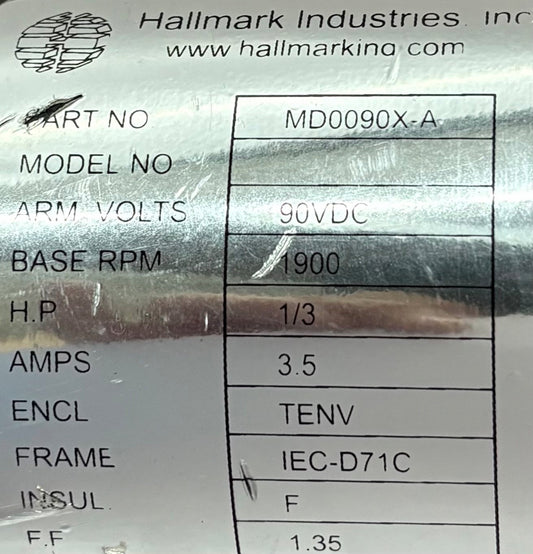 Hallmark Industries. Inc
www.hallmarkinq.com
PART NO MD0090X-A
MODEL NO
ARM. VOLTS 90VDC
BASE RPM 1900
H.P 1/3
AMPS 3.5
ENCL TENV
FRAME IEC-D71C
INSUL. F
F.F 1.35